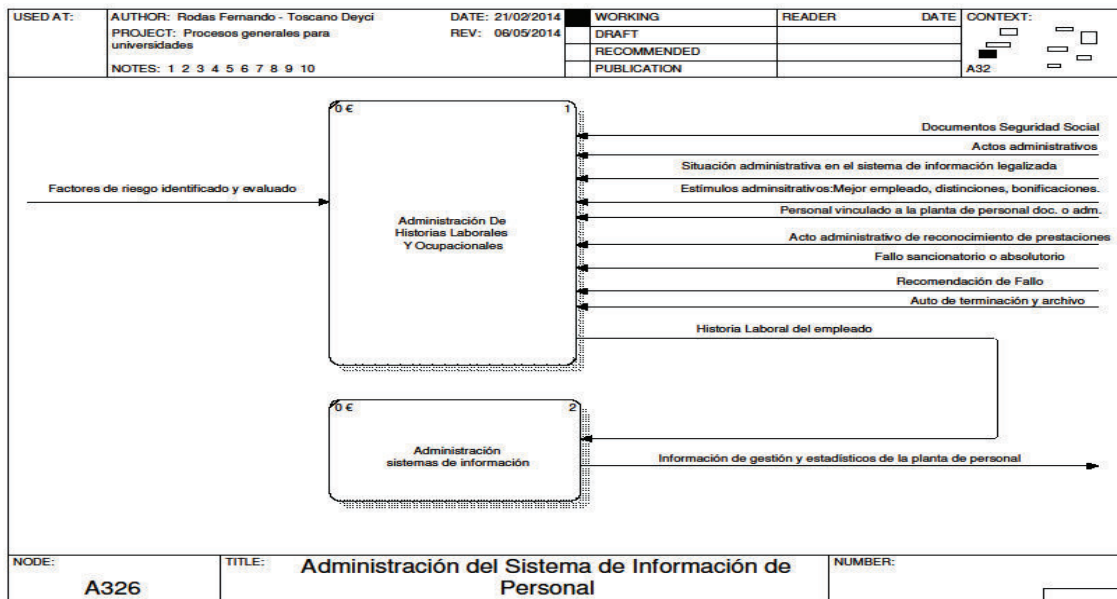 USED AT:
AUTHOR: Rodas Fernando - Toscano Deyci
DATE: 21/02/2014
PROJECT: Procesos generales para
universidades
REV: 06/05/2014
NOTES: 1 2 3 4 5 6 7 8 9 10
WORKING
DRAFT
RECOMMENDED
PUBLICATION
READER
DATE
CONTEXT:
A32
0 €
1
Factores de riesgo identificado y evaluado
Administración De
Historias Laborales
Y Ocupacionales
Documentos Seguridad Social
Actos administrativos
Situación administrativa en el sistema de información legalizada
Estímulos adminsitrativos:Mejor empleado, distinciones, bonificaciones.
Personal vinculado a la planta de personal doc. o adm.
Acto administrativo de reconocimiento de prestaciones
Fallo sancionatorio o absolutorio
Recomendación de Fallo
Auto de terminación y archivo
Historia Laboral del empleado
0 €
2
Administración
sistemas de información
Información de gestión y estadísticos de la planta de personal
NODE:
A326
TITLE:
Administración del Sistema de Información de
Personal
NUMBER: